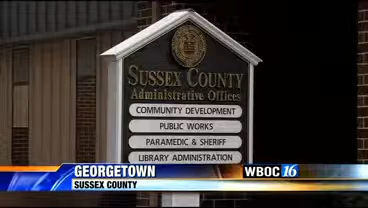 SUSSEX COUNTY
Administrative Offices
COMMUNITY DEVELOPMENT
PUBLIC WORKS
PARAMEDIC & SHERIFF
LIBRARY ADMINISTRATION
GEORGETOWN
WBOC 16
SUSSEX COUNTY